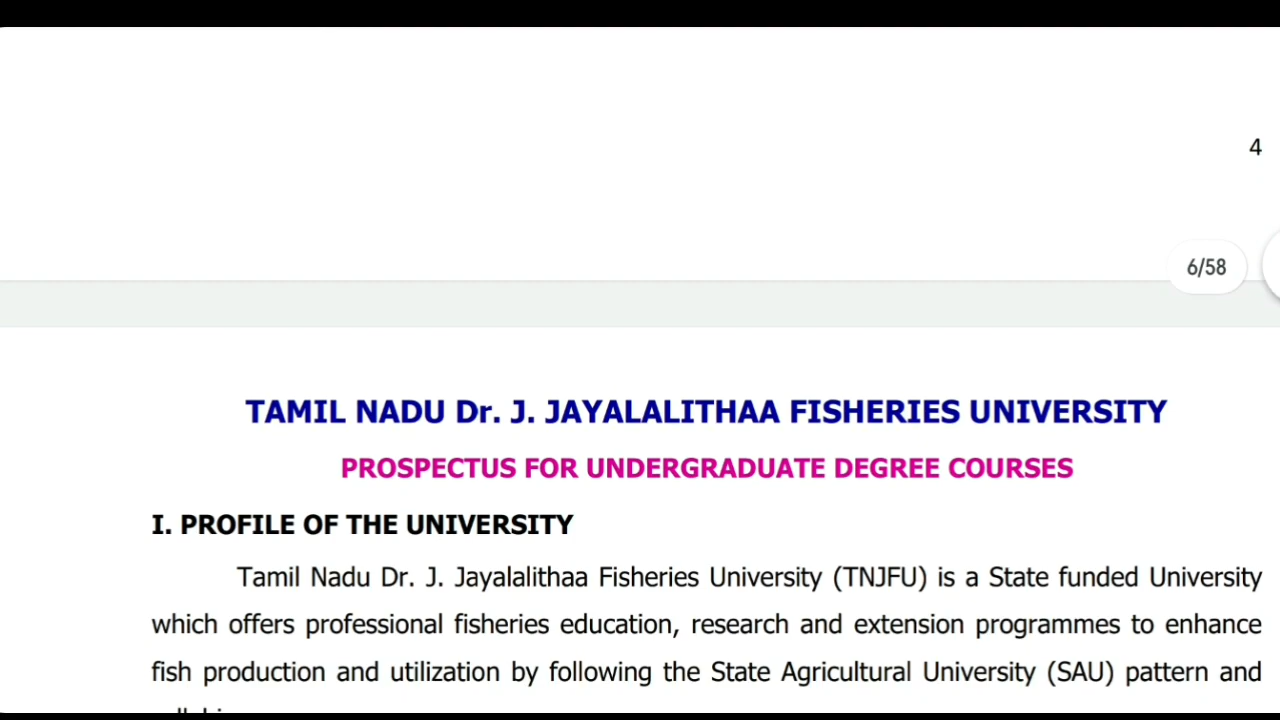 4
6/58
TAMIL NADU Dr. J. JAYALALITHAA FISHERIES UNIVERSITY
PROSPECTUS FOR UNDERGRADUATE DEGREE COURSES
I. PROFILE OF THE UNIVERSITY
Tamil Nadu Dr. J. Jayalalithaa Fisheries University (TNJFU) is a State funded University
which offers professional fisheries education, research and extension programmes to enhance
fish production and utilization by following the State Agricultural University (SAU) pattern and